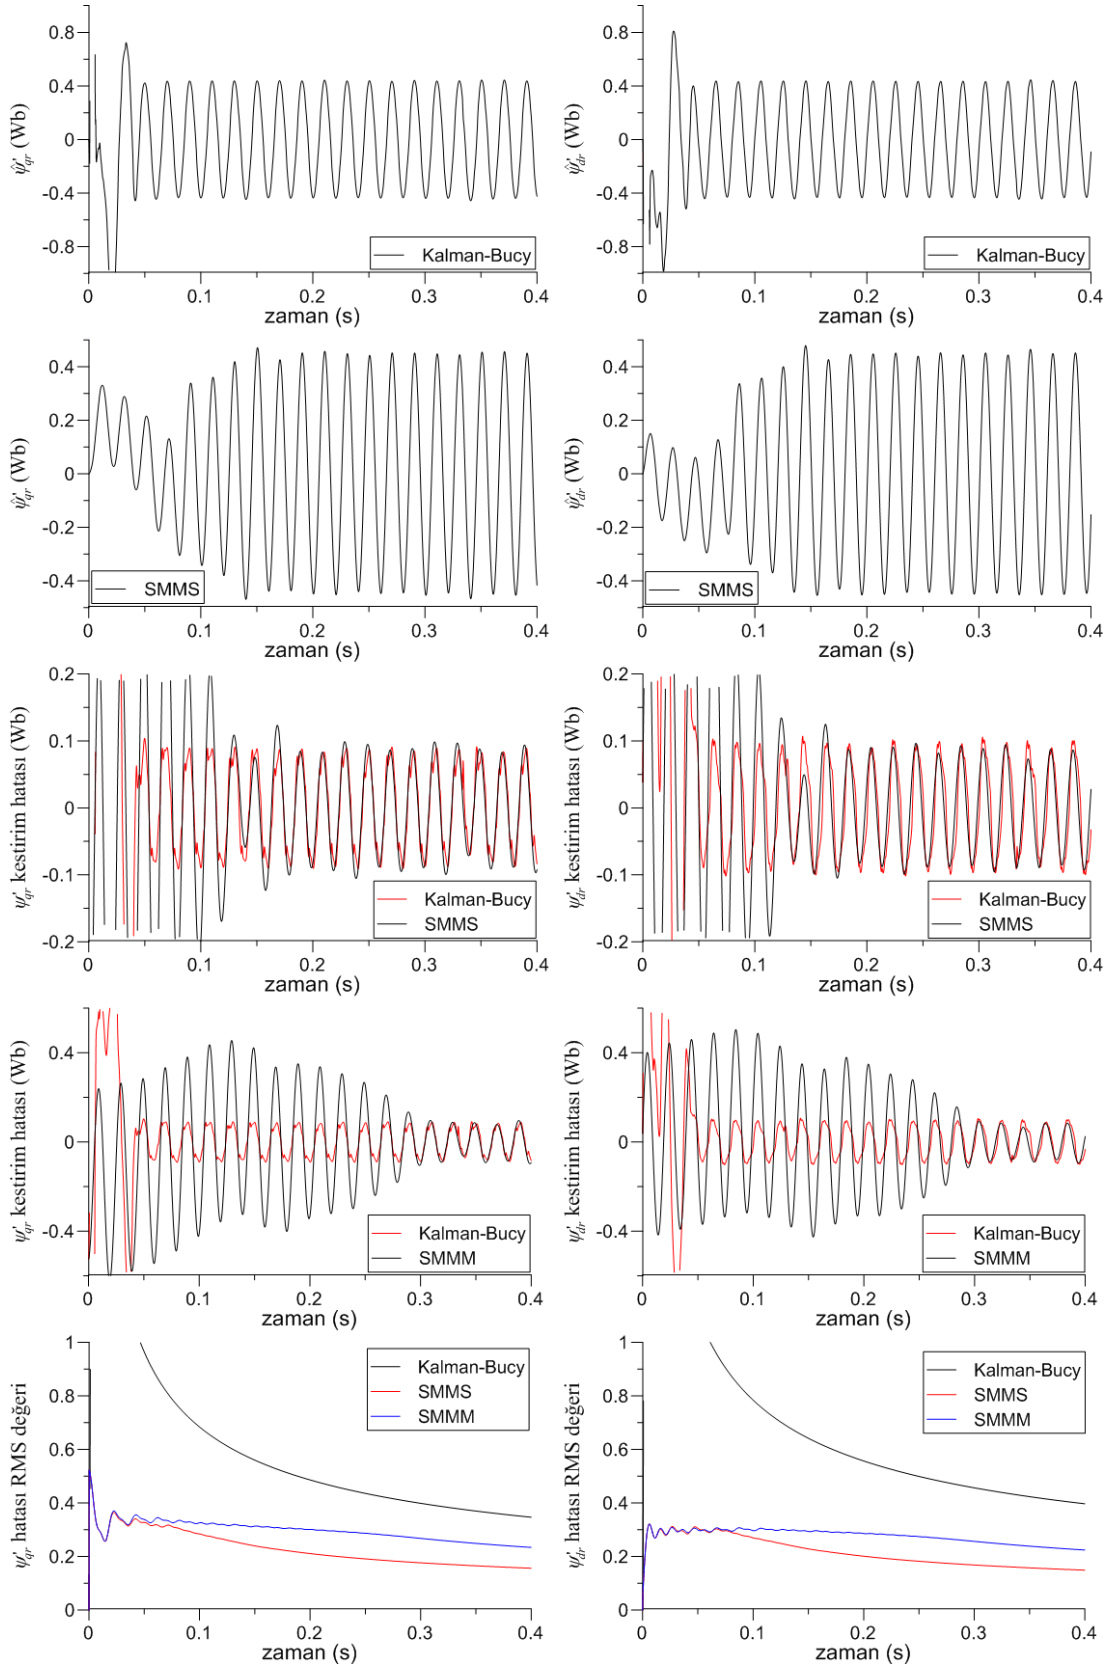 0.8
0.4
0
-0.4
-0.8
ψ̂'qr (Wb)
Kalman-Bucy
0 0.1 0.2 0.3 0.4
zaman (s)
0.8
0.4
0
-0.4
-0.8
ψ̂'dr (Wb)
Kalman-Bucy
0 0.1 0.2 0.3 0.4
zaman (s)
0.4
0.2
0
-0.2
-0.4
ψ̂'qr (Wb)
SMMS
0 0.1 0.2 0.3 0.4
zaman (s)
0.4
0.2
0
-0.2
-0.4
ψ̂'dr (Wb)
SMMS
0 0.1 0.2 0.3 0.4
zaman (s)
0.2
0.1
0
-0.1
-0.2
ψ'qr kestirim hatası (Wb)
Kalman-Bucy
SMMS
0 0.1 0.2 0.3 0.4
zaman (s)
0.2
0.1
0
-0.1
-0.2
ψ'dr kestirim hatası (Wb)
Kalman-Bucy
SMMS
0 0.1 0.2 0.3 0.4
zaman (s)
0.4
0
-0.4
ψ'qr kestirim hatası (Wb)
Kalman-Bucy
SMMM
0 0.1 0.2 0.3 0.4
zaman (s)
0.4
0
-0.4
ψ'dr kestirim hatası (Wb)
Kalman-Bucy
SMMM
0 0.1 0.2 0.3 0.4
zaman (s)
1
0.8
0.6
0.4
0.2
0
ψ'qr hatası RMS değeri
Kalman-Bucy
SMMS
SMMM
0 0.1 0.2 0.3 0.4
zaman (s)
1
0.8
0.6
0.4
0.2
0
ψ'dr hatası RMS değeri
Kalman-Bucy
SMMS
SMMM
0 0.1 0.2 0.3 0.4
zaman (s)